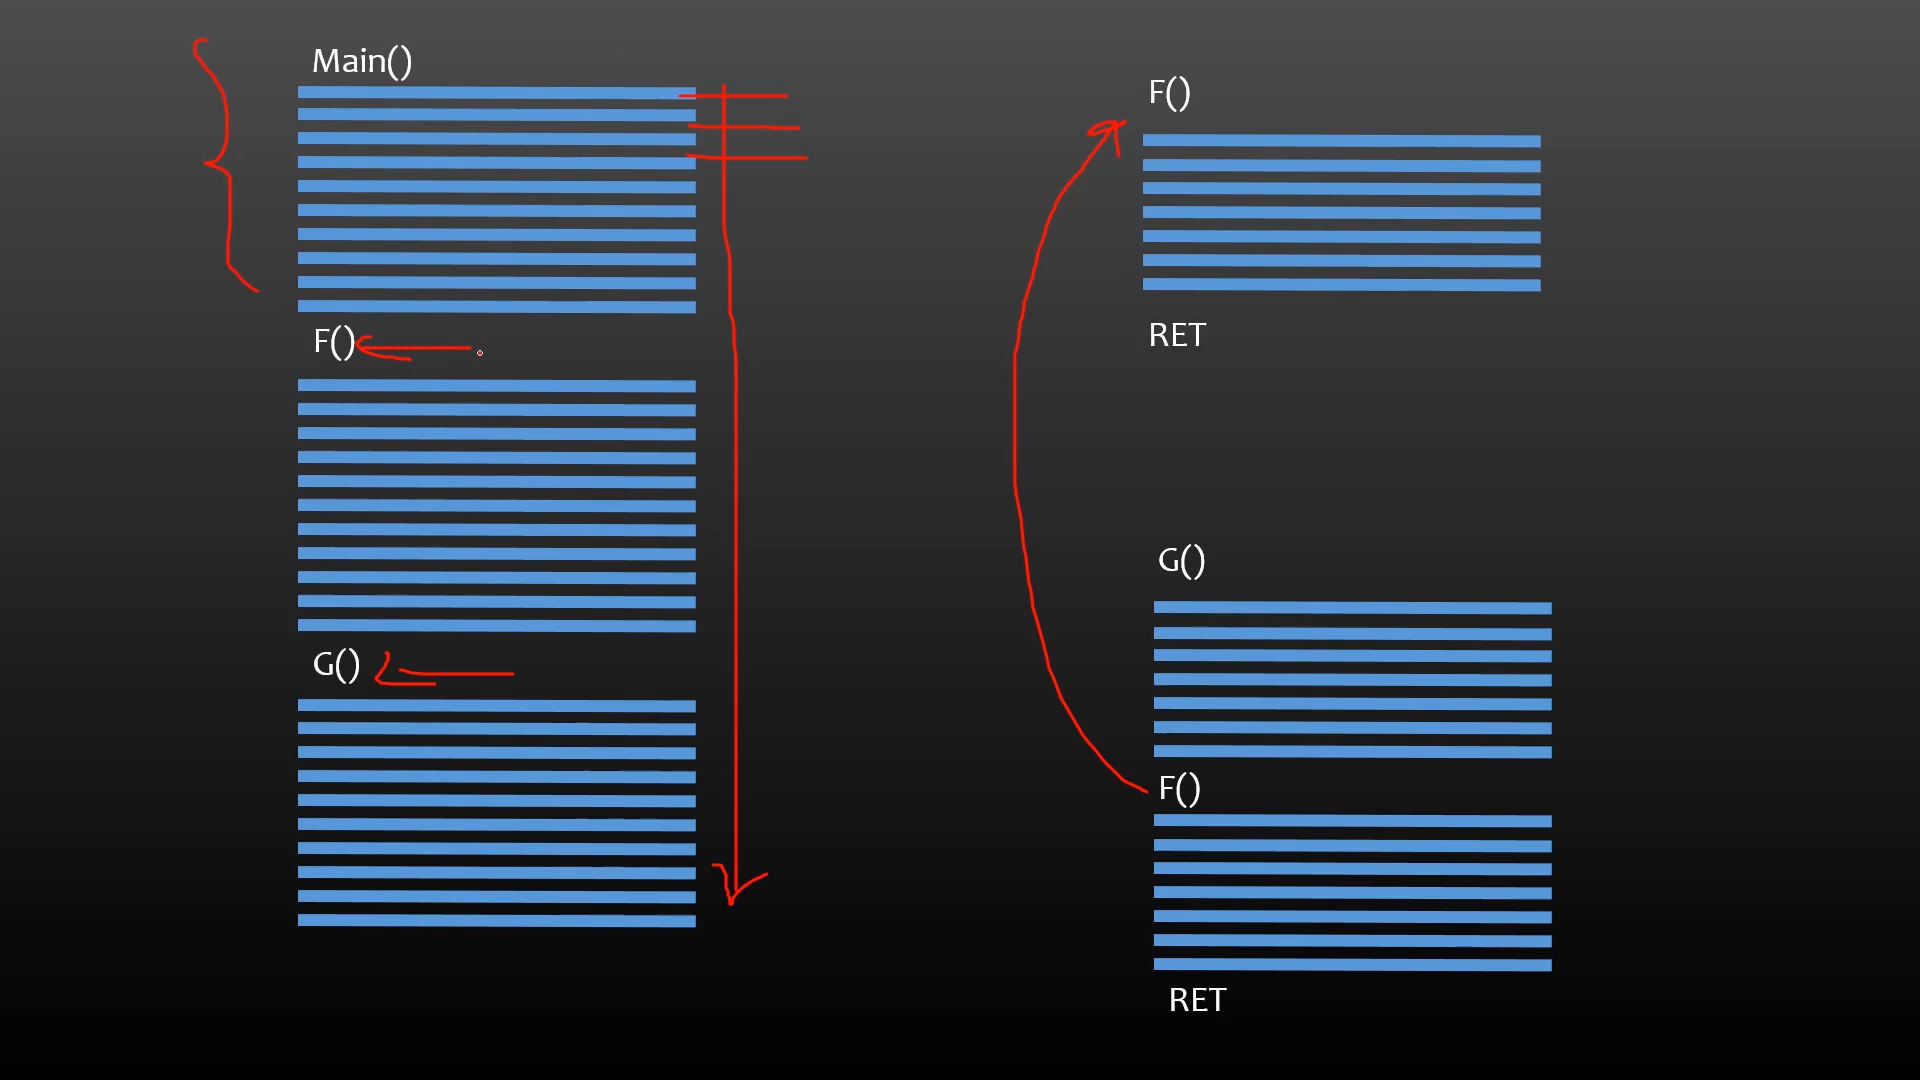 Main()
F()
G()
F()
RET
G()
F()
RET